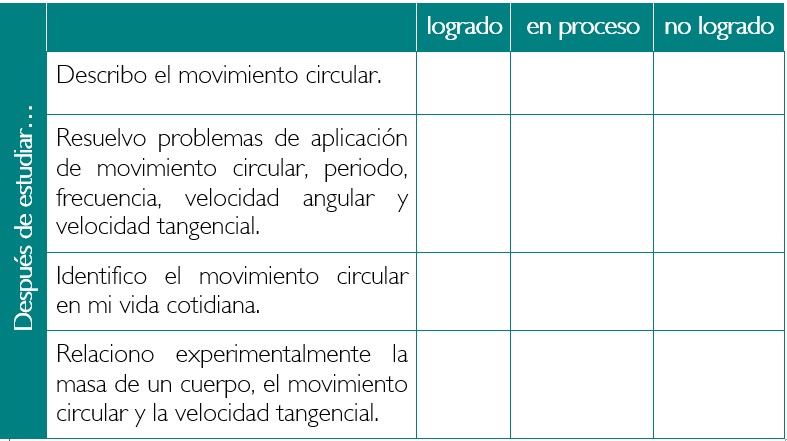 logrado en proceso no logrado
Después de estudiar...
Describo el movimiento circular.
Resuelvo problemas de aplicación
de movimiento circular, periodo,
frecuencia, velocidad angular y
velocidad tangencial.
Identifico el movimiento circular
en mi vida cotidiana.
Relaciono experimentalmente la
masa de un cuerpo, el movimiento
circular y la velocidad tangencial.